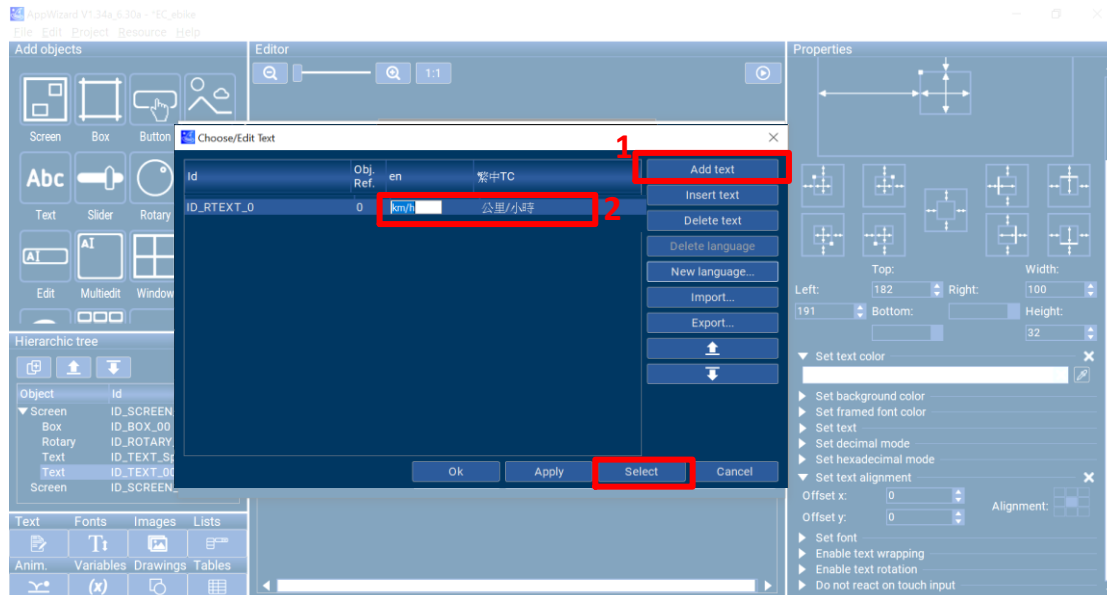 AppWizard V1.34a_6.30a - *EC_ebike
File Edit Project Resource Help
Add objects
Screen Box Button
Abc
Text Slider Rotary
Edit Multiedit Window
Hierarchic tree
Object Id
Screen ID_SCREEN_
Box ID_BOX_00
Rotary ID_ROTARY_
Text ID_TEXT_Sp
Text ID_TEXT_00
Screen ID_SCREEN_
Text Fonts Images Lists
Anim. Variables Drawings Tables
(x)
Editor
1:1
Choose/Edit Text
1
Id Obj. Ref. en 繁中TC
ID_RTEXT_0 0 km/h 公里/小時
2
Add text
Insert text
Delete text
Delete language
New language...
Import...
Export...
Ok Apply Select Cancel
Properties
Top: Width:
Left: 182 Right: 100
191 Bottom: Height:
32
Set text color
Set background color
Set framed font color
Set text
Set decimal mode
Set hexadecimal mode
Set text alignment
Offset x: 0
Alignment:
Offset y: 0
Set font
Enable text wrapping
Enable text rotation
Do not react on touch input